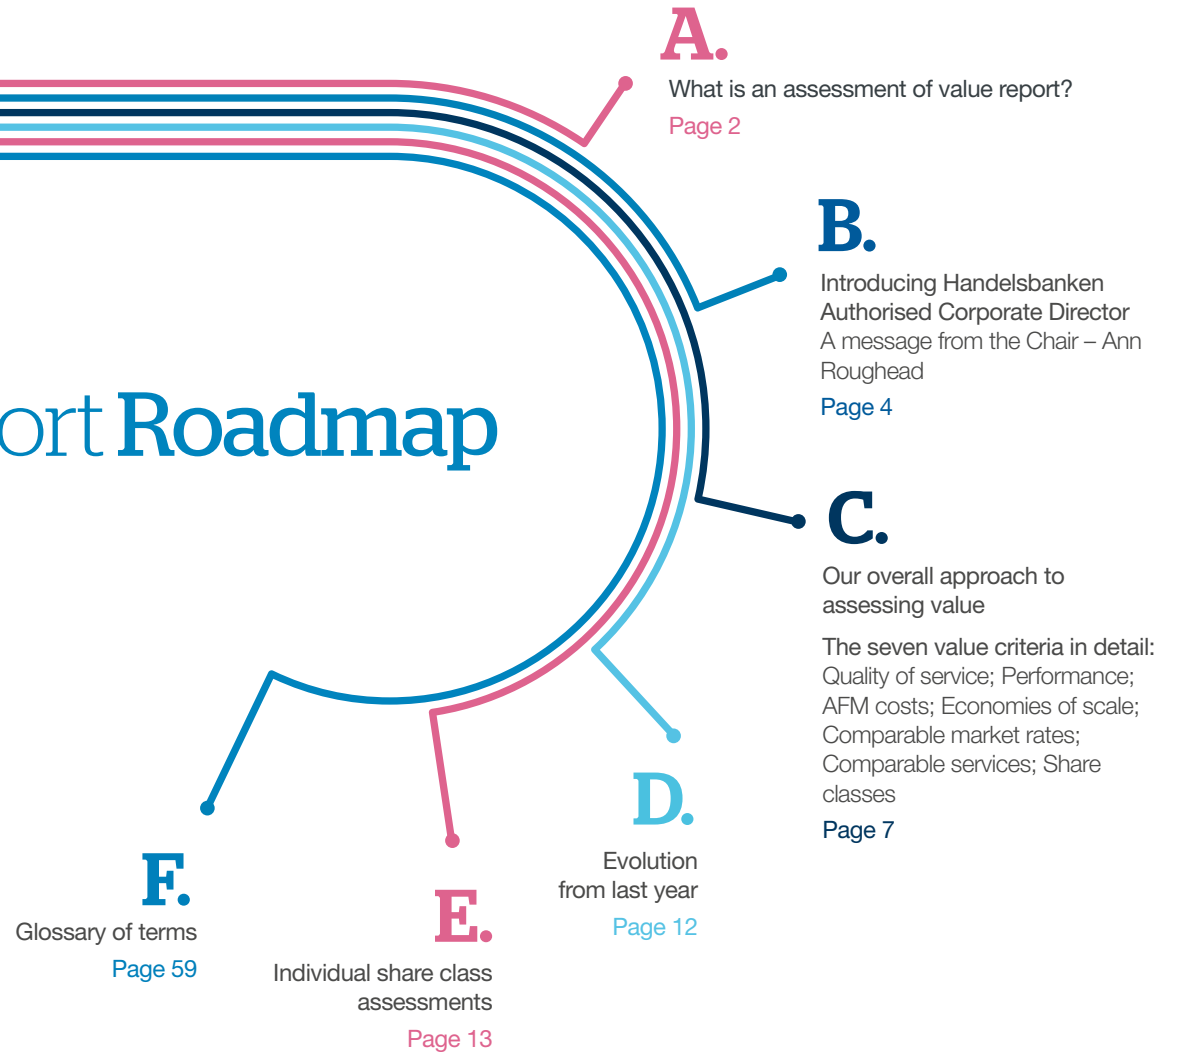 A.
What is an assessment of value report?
Page 2
B.
Introducing Handelsbanken
Authorised Corporate Director
A message from the Chair – Ann
Roughead
Page 4
ort Roadmap
C.
Our overall approach to
assessing value
The seven value criteria in detail:
Quality of service; Performance;
AFM costs; Economies of scale;
Comparable market rates;
Comparable services; Share
classes
Page 7
D.
Evolution
from last year
Page 12
E.
Individual share class
assessments
Page 13
F.
Glossary of terms
Page 59